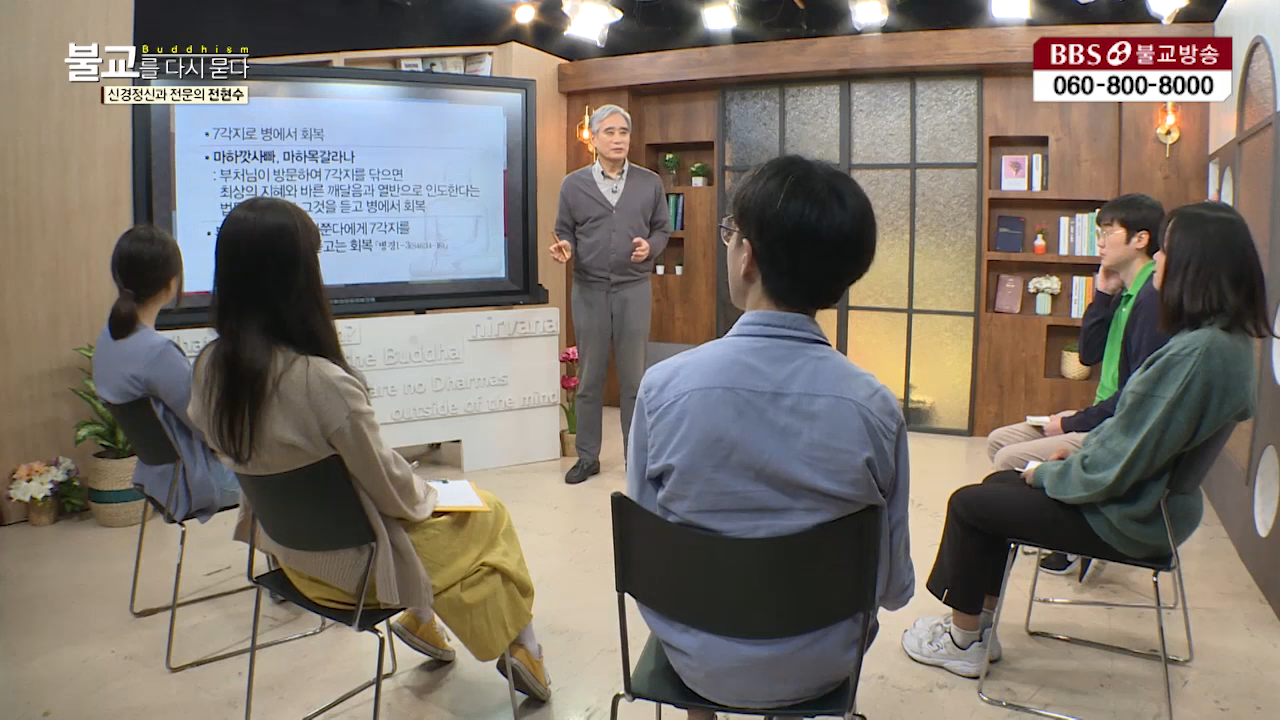 Buddhism
불교를 다시 묻다
신경정신과 전문의 전현수
BBS 불교방송
060-800-8000
• 7각지로 병에서 회복
• 마하깟사빠, 마하목갈라나
: 부처님이 방문하여 7각지를 닦으면
최상의 지혜와 바른 깨달음과 열반으로 인도한다는
그것을 듣고 병에서 회복
쭌다에게 7각지를
회복
nirvana
the Buddha
are no Dharmas
outside of the mind